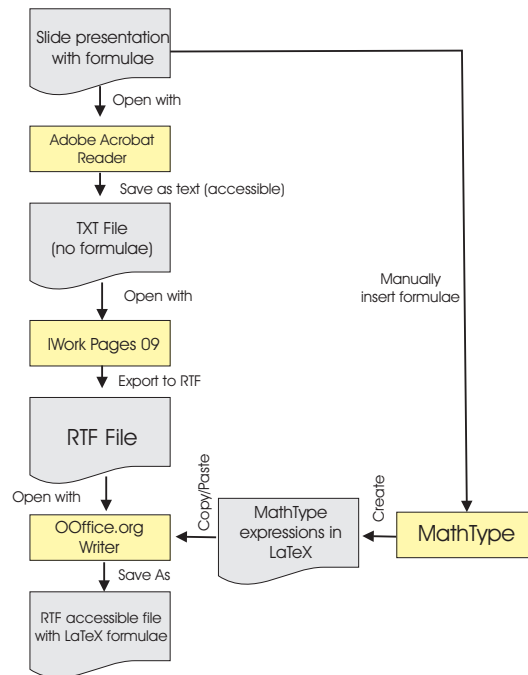 Slide presentation
with formulae
Open with
Adobe Acrobat
Reader
Save as text (accessible)
TXT File
(no formulae)
Open with
Manually
insert formulae
IWork Pages 09
Export to RTF
RTF File
Open with
OOffice.org
Writer
Copy/Paste
MathType
expressions in
LaTeX
Create
MathType
Save As
RTF accessible file
with LaTeX formulae